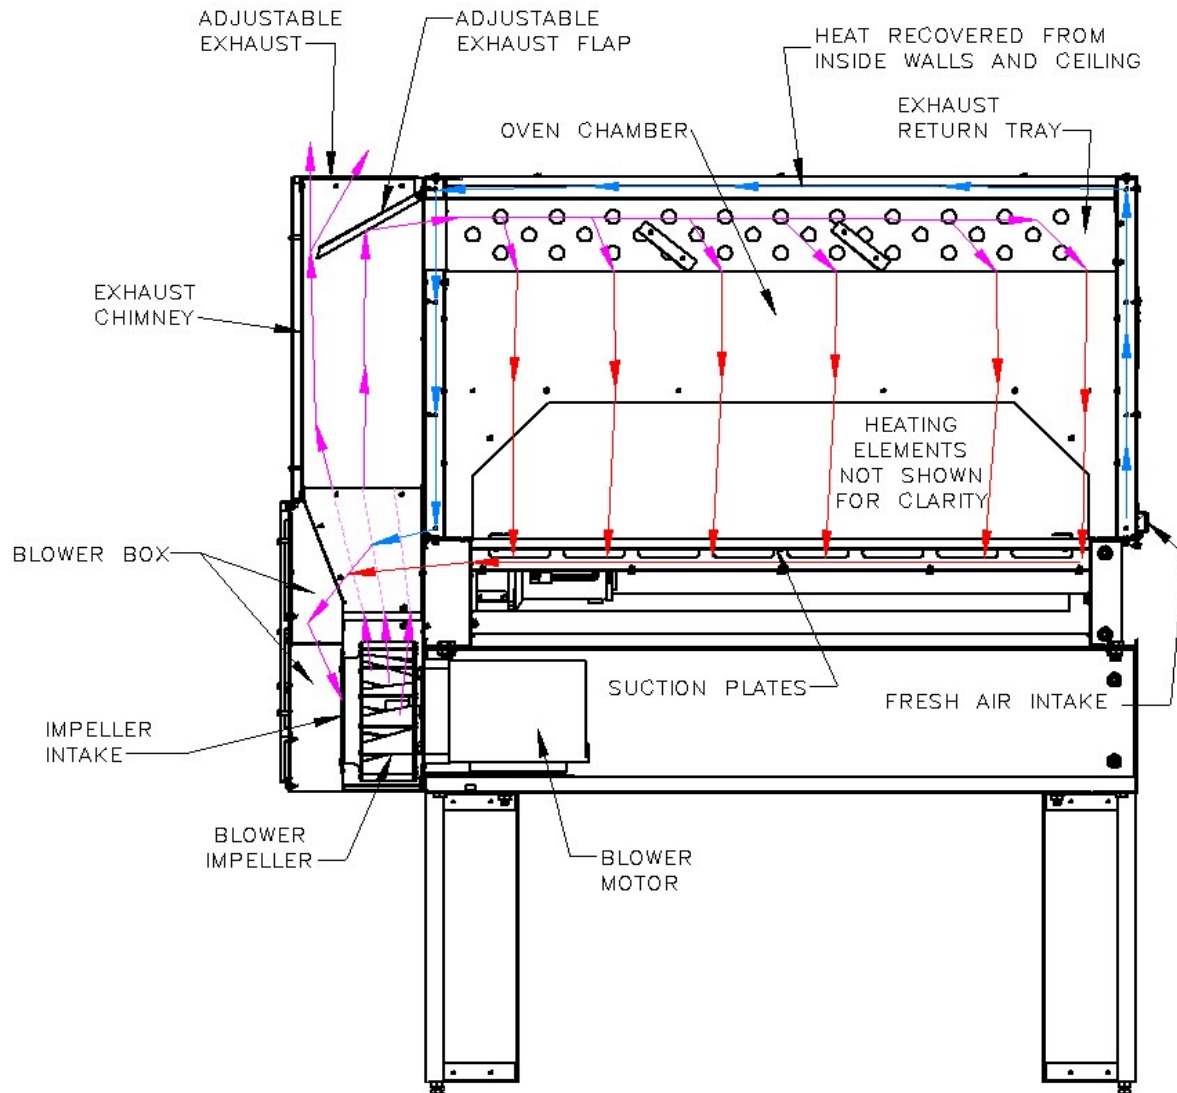 ADJUSTABLE
EXHAUST
ADJUSTABLE
EXHAUST FLAP
HEAT RECOVERED FROM
INSIDE WALLS AND CEILING
EXHAUST
RETURN TRAY
OVEN CHAMBER
EXHAUST
CHIMNEY
HEATING
ELEMENTS
NOT SHOWN
FOR CLARITY
BLOWER BOX
SUCTION PLATES
FRESH AIR INTAKE
IMPELLER
INTAKE
BLOWER
IMPELLER
BLOWER
MOTOR